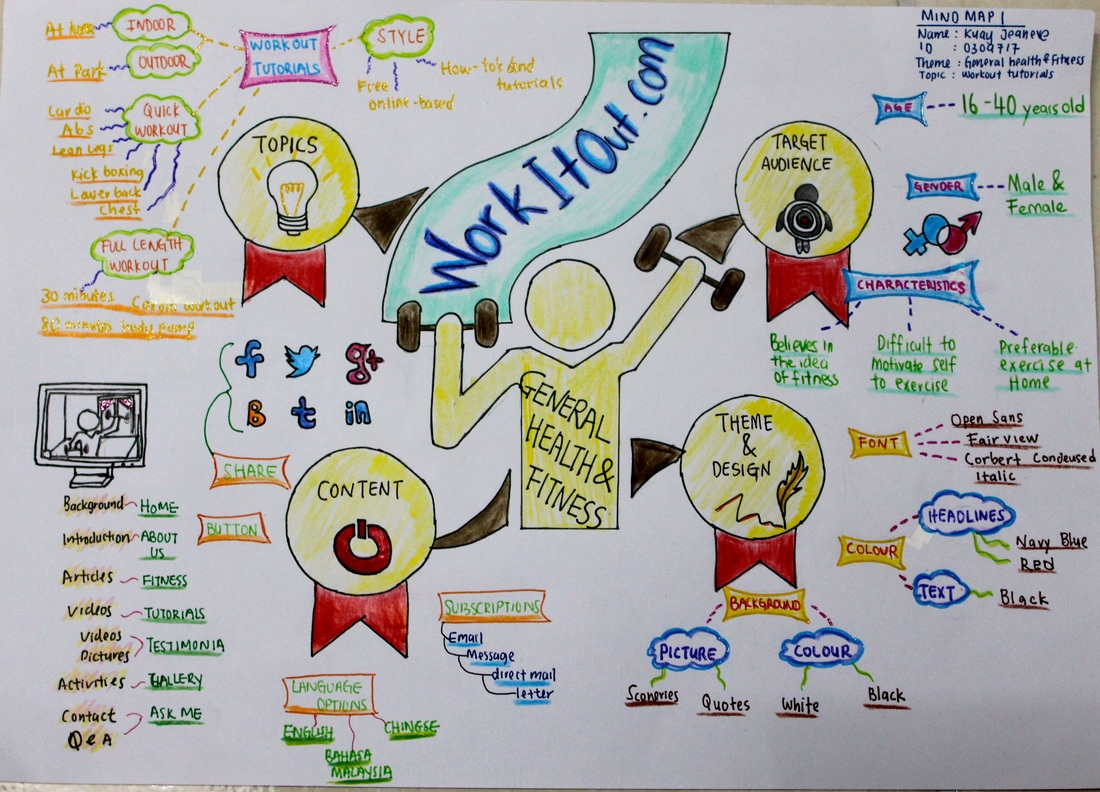 MIND MAP 1
Name : Kuay Jeaneve
ID : 0309717
Theme : General health & Fitness
Topic : Workout tutorials
WorkItOut.com
GENERAL
HEALTH &
FITNESS
TOPICS
WORKOUT
TUTORIALS
INDOOR
At home
OUTDOOR
At Park
QUICK
WORKOUT
Cardio
Abs
Lean Legs
Kick boxing
Lower back
Chest
FULL LENGTH
WORKOUT
30 minutes
Cardio workout
STYLE
Free
online-based
How-to's and
tutorials
TARGET
AUDIENCE
AGE
16-40 years old
GENDER
Male &
Female
CHARACTERISTICS
Believes in
the idea
of fitness
Difficult to
motivate self
to exercise
Preferable
exercise at
Home
THEME
&
DESIGN
FONT
Open Sans
Fair view
Corbert Condensed
Italic
COLOUR
HEADLINES
Navy Blue
RED
TEXT
Black
BACKGROUND
PICTURE
Sceneries
Quotes
COLOUR
White
Black
CONTENT
SHARE
f
t
g+
B
t
in
BUTTON
Background
HOME
Introduction
ABOUT
US
Articles
FITNESS
Videos
TUTORIALS
Videos
Pictures
TESTIMONIA
Activities
GALLERY
Contact
Q&A
ASK ME
SUBSCRIPTIONS
Email
Message
direct mail
letter
LANGUAGE
OPTIONS
ENGLISH
BAHASA
MALAYSIA
CHINESE